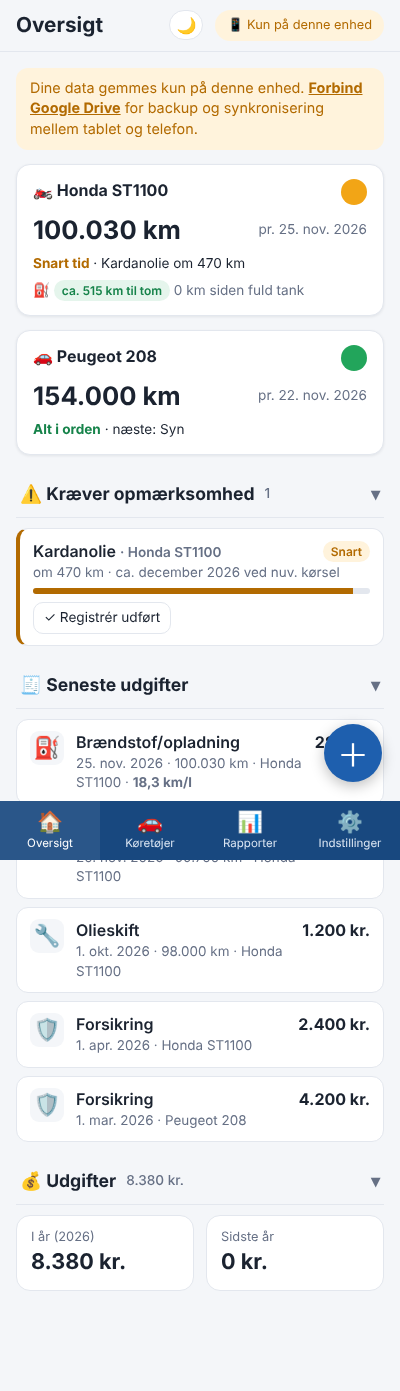 Oversigt
Kun på denne enhed
Dine data gemmes kun på denne enhed. Forbind
Google Drive for backup og synkronisering
mellem tablet og telefon.
Honda ST1100
100.030 km
pr. 25. nov. 2026
Snart tid · Kardanolie om 470 km
ca. 515 km til tom 0 km siden fuld tank
Peugeot 208
154.000 km
pr. 22. nov. 2026
Alt i orden · næste: Syn
Kræver opmærksomhed 1
Kardanolie · Honda ST1100
Snart
om 470 km · ca. december 2026 ved nuv. kørsel
✓ Registrér udført
Seneste udgifter
Brændstof/opladning
25. nov. 2026 · 100.030 km · Honda
ST1100 · 18,3 km/l
Oversigt
Køretøjer
Rapporter
Indstillinger
ST1100
Olieskift
1.200 kr.
1. okt. 2026 · 98.000 km · Honda
ST1100
Forsikring
2.400 kr.
1. apr. 2026 · Honda ST1100
Forsikring
4.200 kr.
1. mar. 2026 · Peugeot 208
Udgifter 8.380 kr.
I år (2026)
8.380 kr.
Sidste år
0 kr.